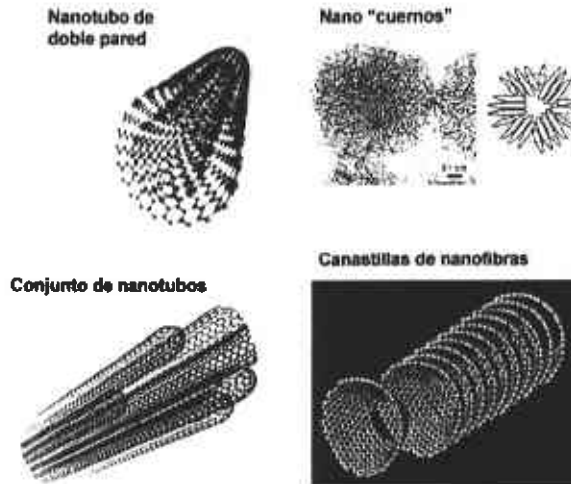 Nanotubo de
doble pared
Nano "cuernos"
Conjunto de nanotubos
Canastillas de nanofibras